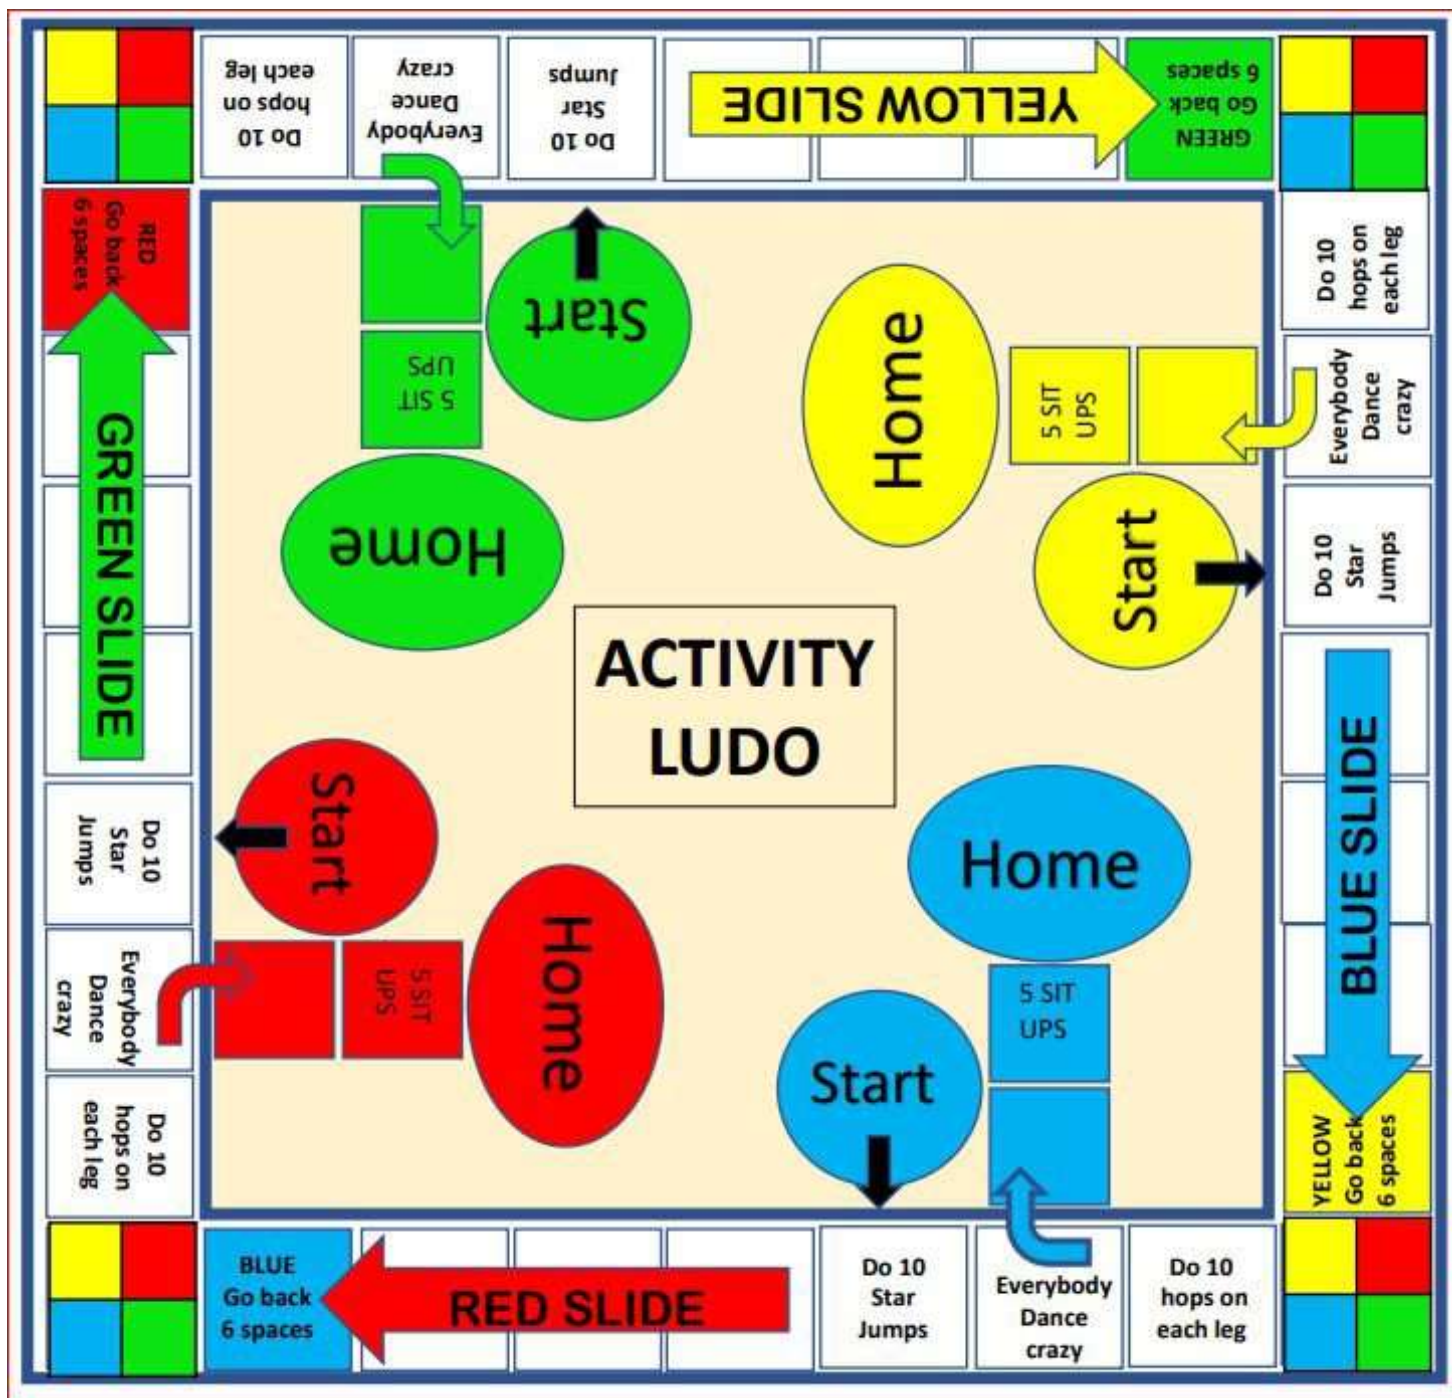 Do 10
hops on
each leg
Everybody
Dance
crazy
Do 10
Star
Jumps
YELLOW SLIDE
GREEN
Go back
6 spaces
RED
Go back
6 spaces
GREEN SLIDE
Do 10
Star
Jumps
Everybody
Dance
crazy
Do 10
hops on
each leg
Start
5 SIT
UPS
Home
Home
5 SIT
UPS
Start
ACTIVITY
LUDO
Start
5 SIT
UPS
Home
Home
5 SIT
UPS
Start
Do 10
hops on
each leg
Everybody
Dance
crazy
Do 10
Star
Jumps
BLUE SLIDE
YELLOW
Go back
6 spaces
BLUE
Go back
6 spaces
RED SLIDE
Do 10
Star
Jumps
Everybody
Dance
crazy
Do 10
hops on
each leg